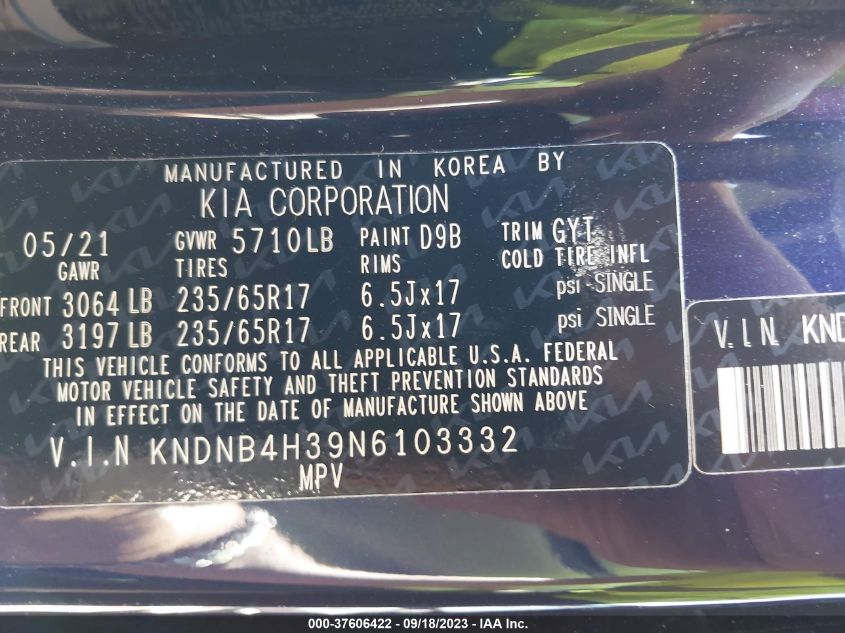 MANUFACTURED IN KOREA BY
KIA CORPORATION
05/21 GVWR 5710LB PAINT D9B TRIM GYT
GAWR TIRES RIMS COLD TIRE INFL
FRONT 3064 LB 235/65R17 6.5Jx17 psi -SINGLE
REAR 3197 LB 235/65R17 6.5Jx17 psi SINGLE
THIS VEHICLE CONFORMS TO ALL APPLICABLE U.S.A. FEDERAL
MOTOR VEHICLE SAFETY AND THEFT PREVENTION STANDARDS
IN EFFECT ON THE DATE OF MANUFACTURE SHOWN ABOVE
V.I.N KNDNB4H39N6103332
MPV
V.I.N. KND
000-37606422 - 09/18/2023 - IAA Inc.